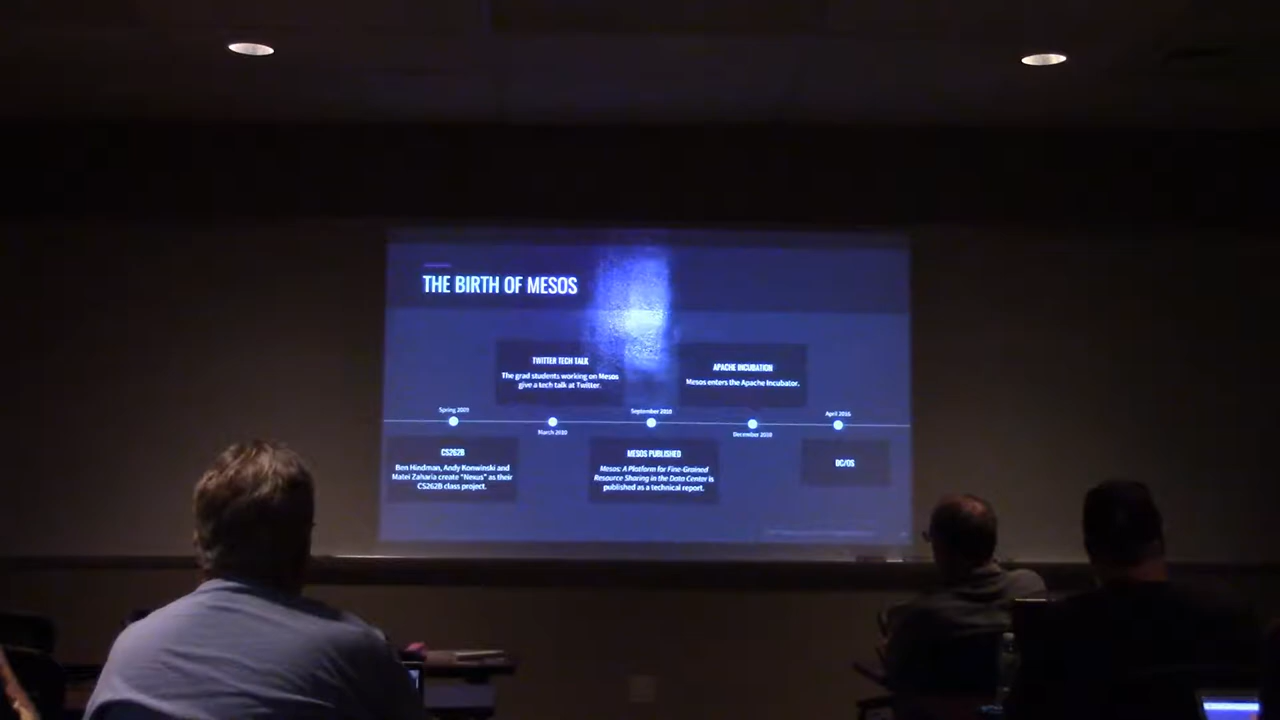 THE BIRTH OF MESOS
TWITTER TECH TALK
The grad students working on Mesos
give a tech talk at Twitter.
APACHE INCUBATION
Mesos enters the Apache Incubator.
Spring 2009
March 2010
September 2010
December 2010
April 2016
CS262B
Ben Hindman, Andy Konwinski and
Matei Zaharia create "Nexus" as their
CS262B class project.
MESOS PUBLISHED
Mesos: A Platform for Fine-Grained
Resource Sharing in the Data Center is
published as a technical report.
DC/OS